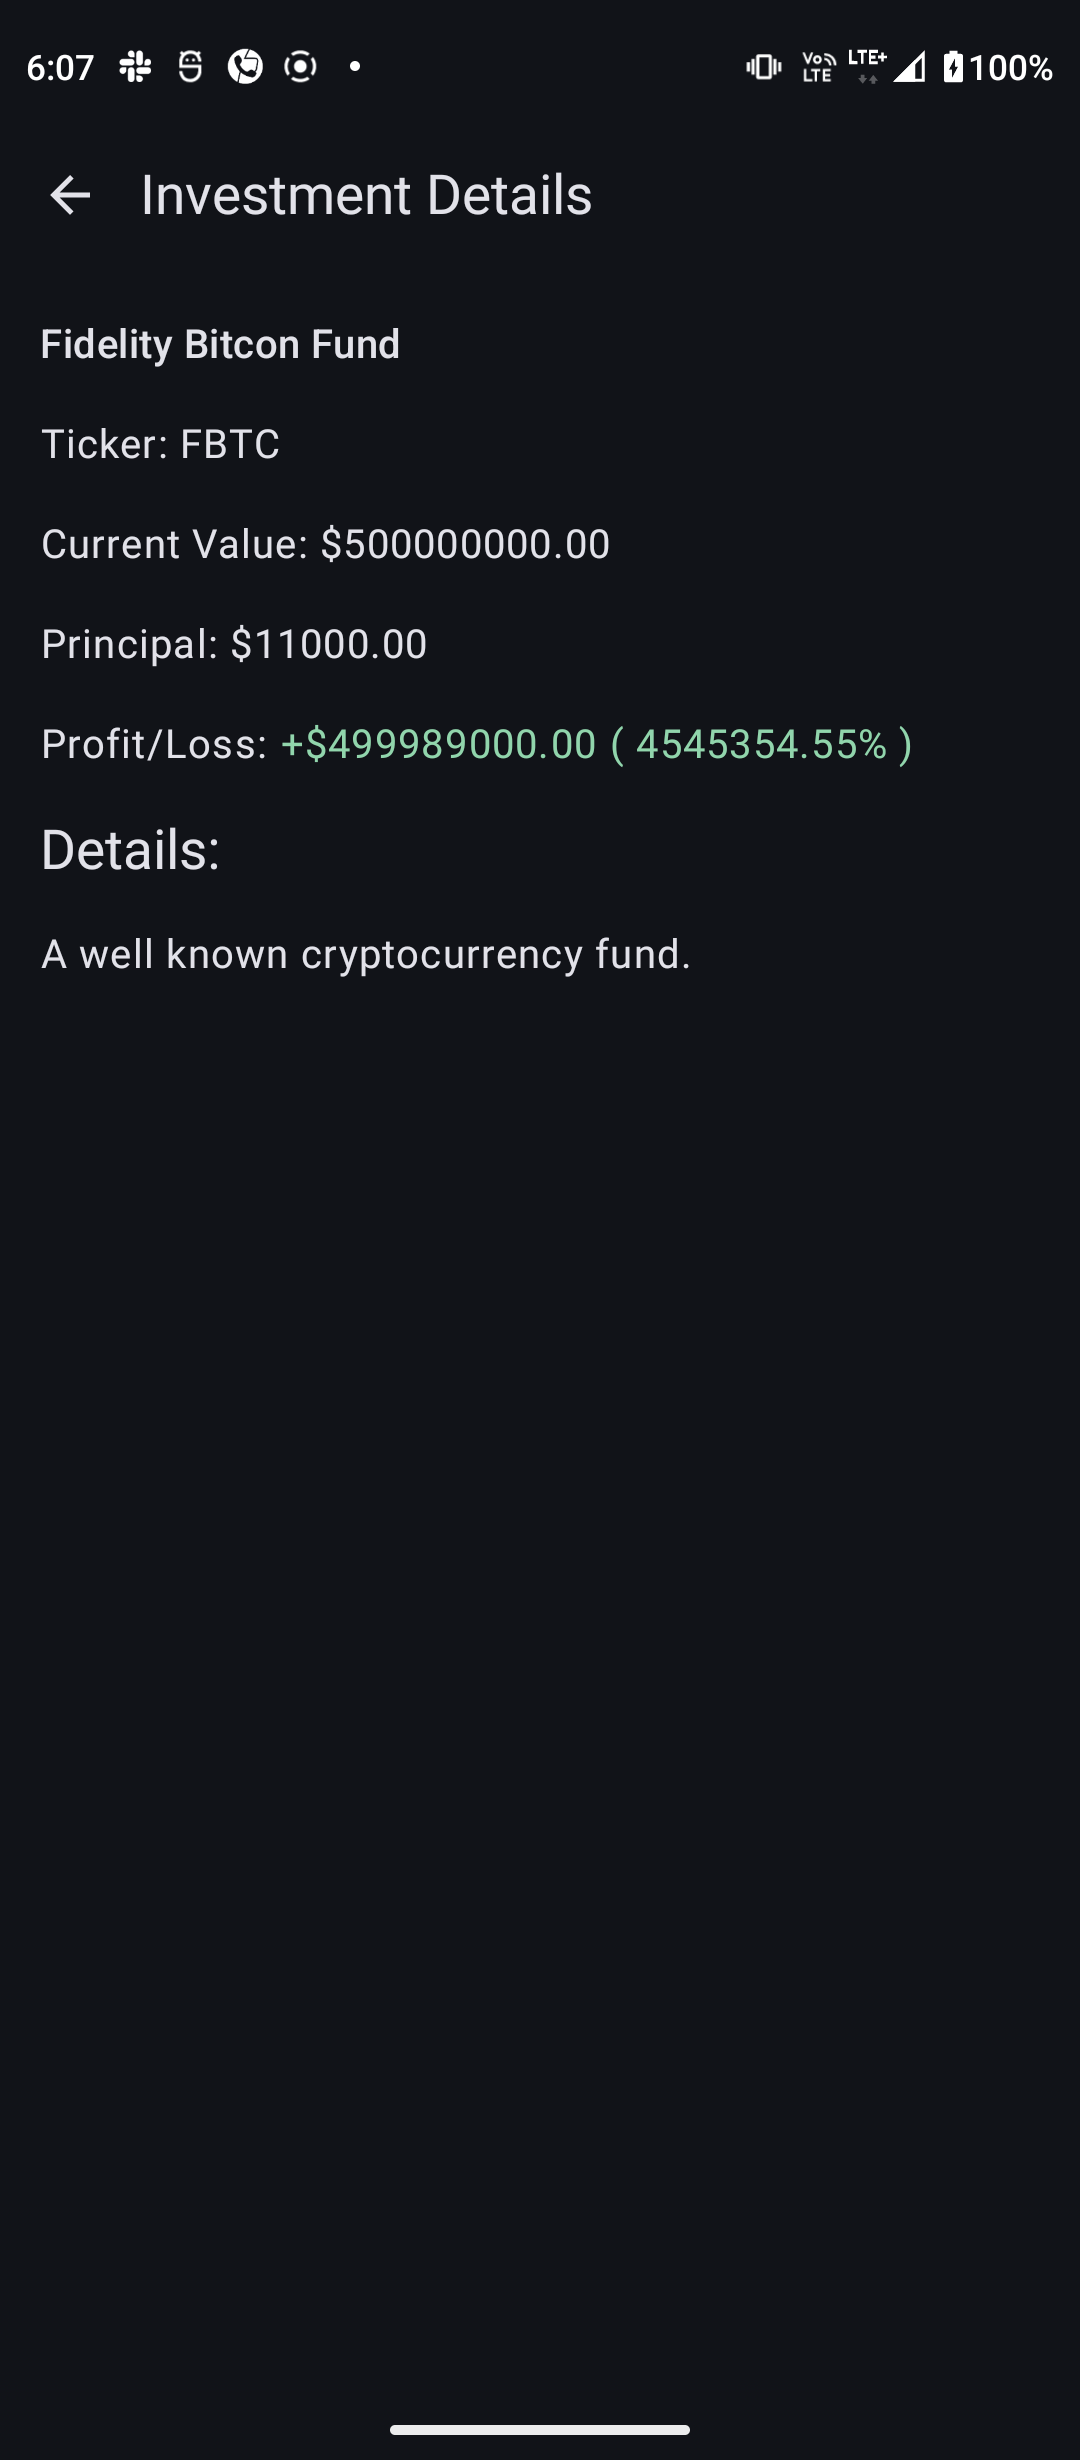 6:07 Vo LTE LTE+ 100%
Investment Details
Fidelity Bitcon Fund
Ticker: FBTC
Current Value: $500000000.00
Principal: $11000.00
Profit/Loss: +$499989000.00 ( 4545354.55% )
Details:
A well known cryptocurrency fund.